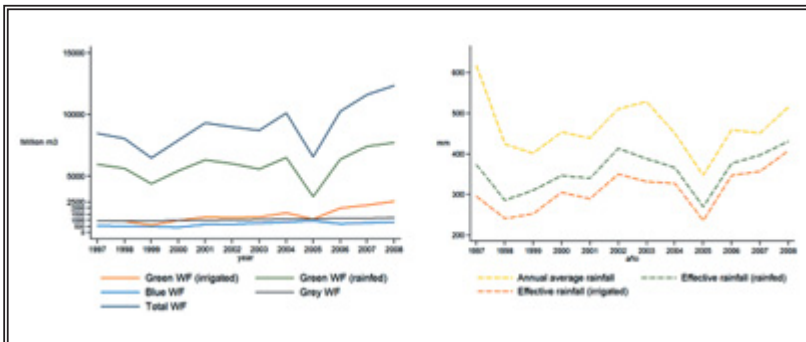 15000
10000
Million m3
5000
2500
2000
1500
1000
500
0
1997 1998 1999 2000 2001 2002 2003 2004 2005 2006 2007 2008
year
Green WF (irrigated) Green WF (rainfed)
Blue WF Grey WF
Total WF
600
500
mm
400
300
200
1997 1998 1999 2000 2001 2002 2003 2004 2005 2006 2007 2008
año
Annual average rainfall Effective rainfall (rainfed)
Effective rainfall (irrigated)